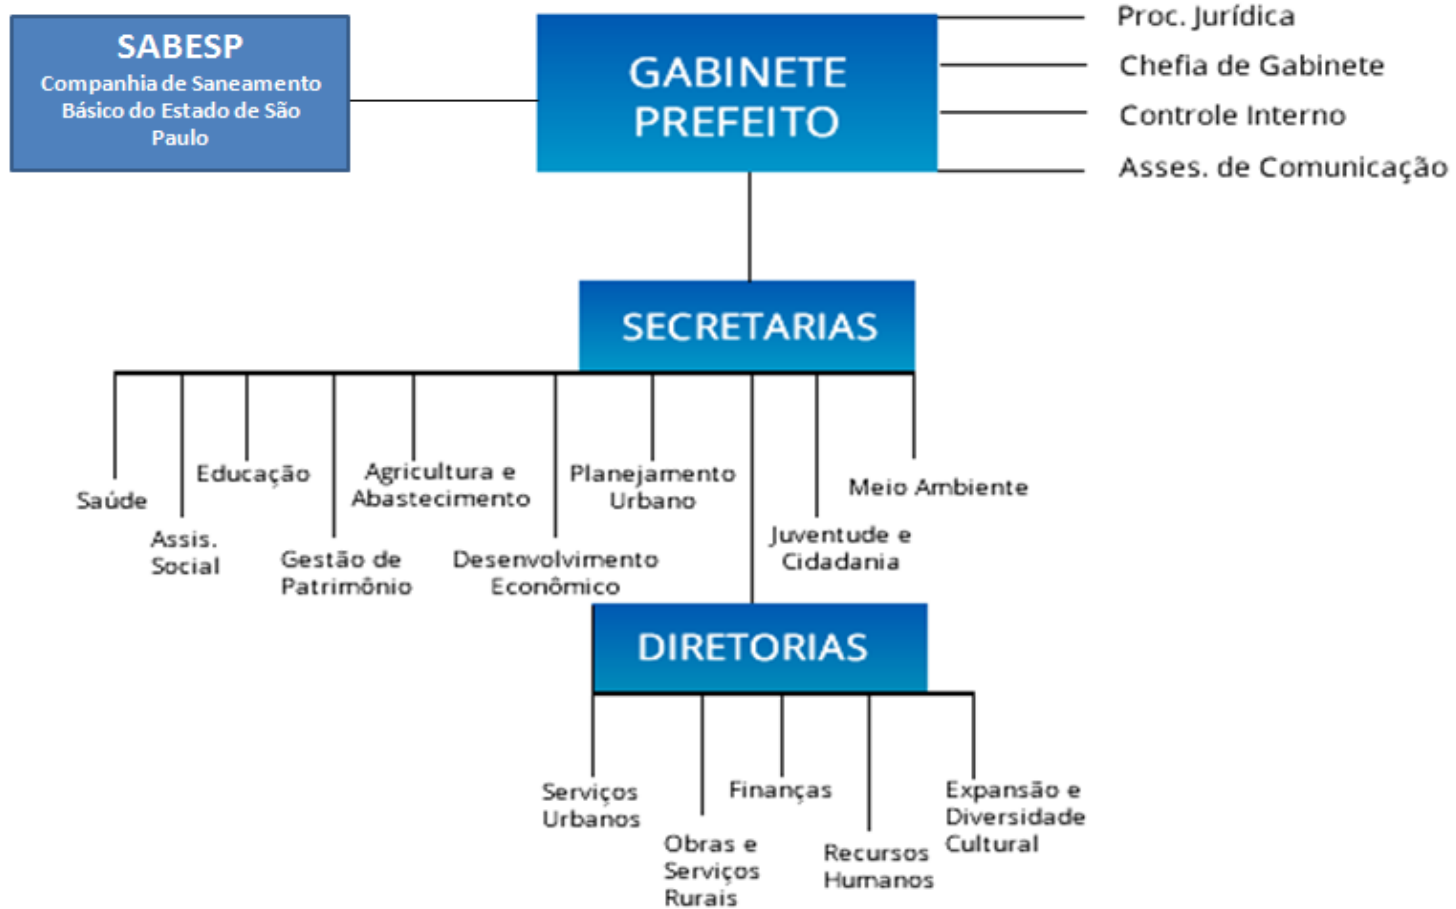 SABESP
Companhia de Saneamento
Básico do Estado de São
Paulo
GABINETE
PREFEITO
Proc. Jurídica
Chefia de Gabinete
Controle Interno
Asses. de Comunicação
SECRETARIAS
Saúde
Assis.
Social
Educação
Gestão de
Patrimônio
Agricultura e
Abastecimento
Desenvolvimento
Econômico
Planejamento
Urbano
Juventude e
Cidadania
Meio Ambiente
DIRETORIAS
Serviços
Urbanos
Obras e
Serviços
Rurais
Finanças
Recursos
Humanos
Expansão e
Diversidade
Cultural